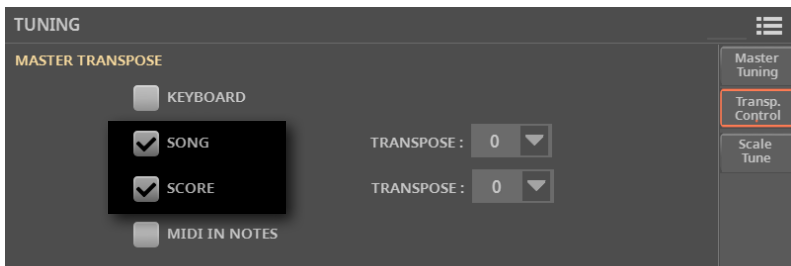 TUNING
MASTER TRANSPOSE
KEYBOARD
SONG TRANSPOSE : 0
SCORE TRANSPOSE : 0
MIDI IN NOTES
Master
Tuning
Transp.
Control
Scale
Tune